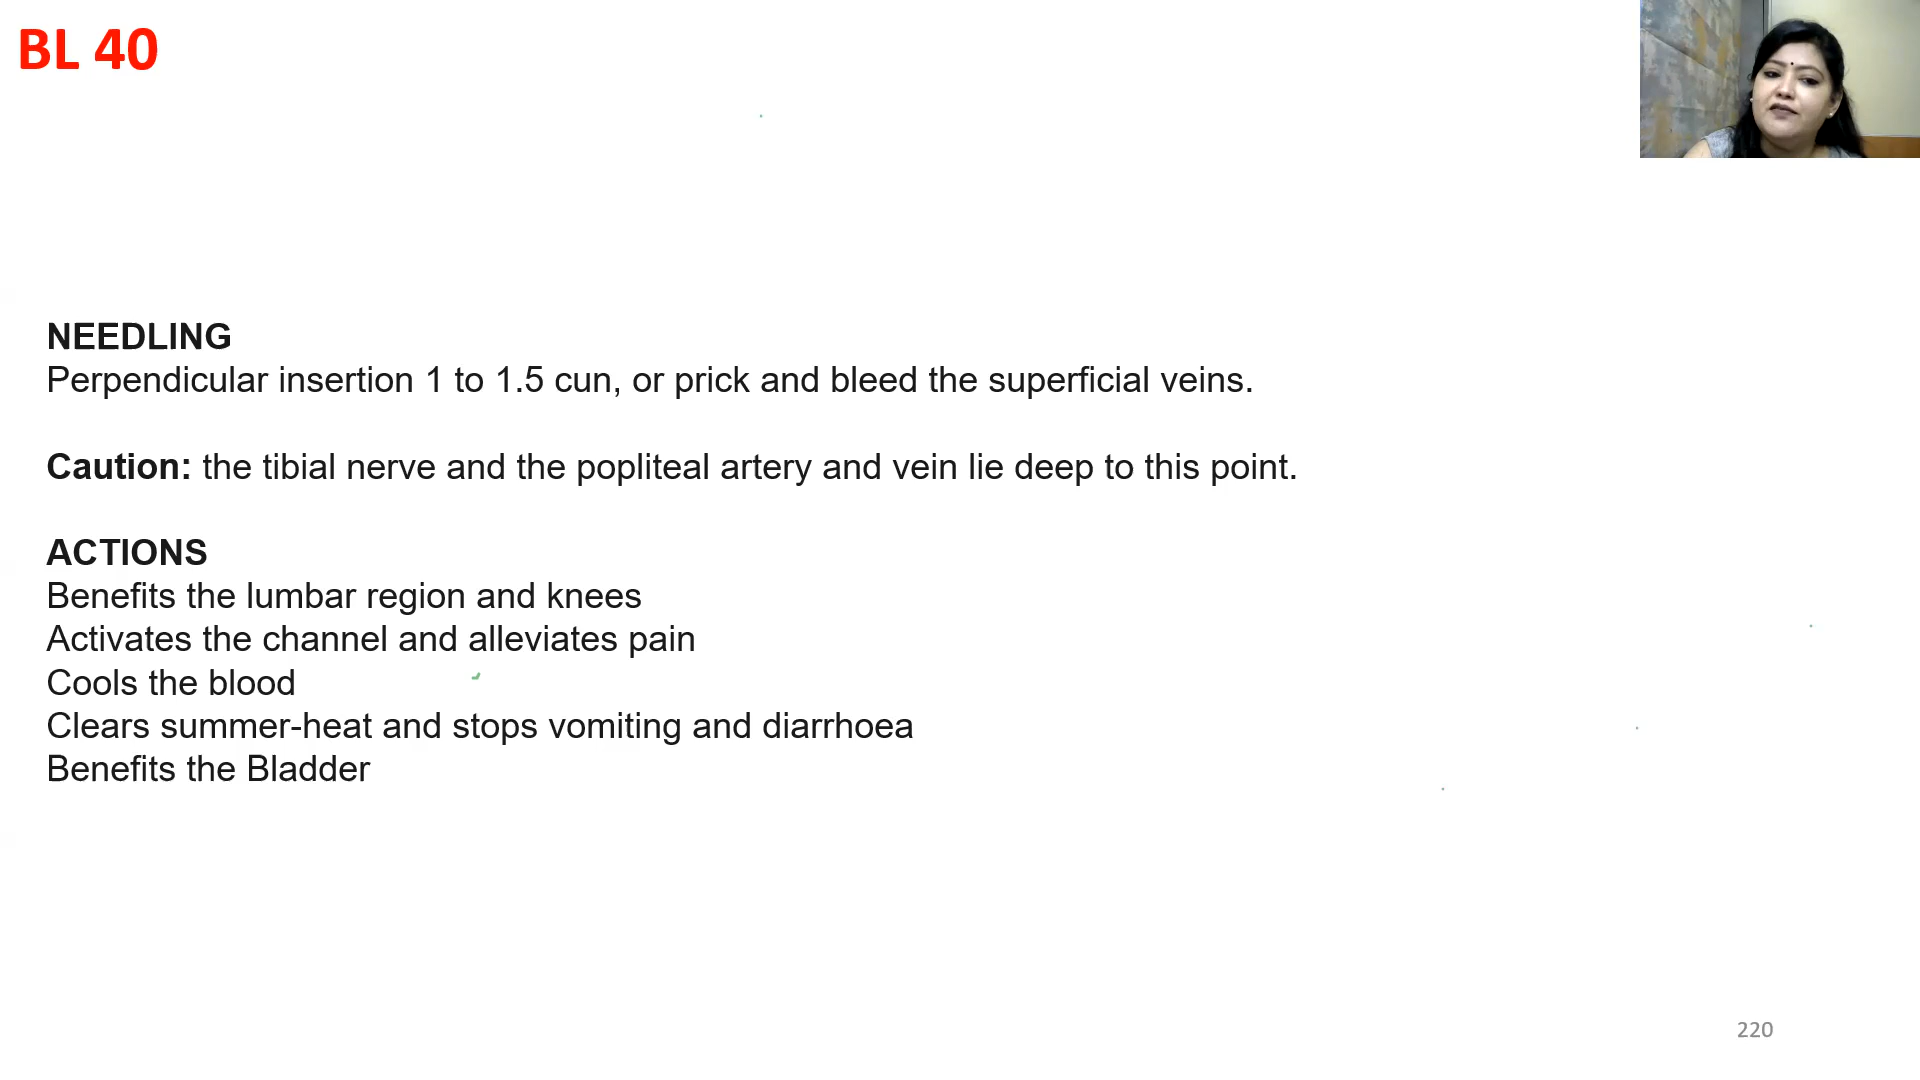 BL 40
NEEDLING
Perpendicular insertion 1 to 1.5 cun, or prick and bleed the superficial veins.
Caution: the tibial nerve and the popliteal artery and vein lie deep to this point.
ACTIONS
Benefits the lumbar region and knees
Activates the channel and alleviates pain
Cools the blood
Clears summer-heat and stops vomiting and diarrhoea
Benefits the Bladder
220